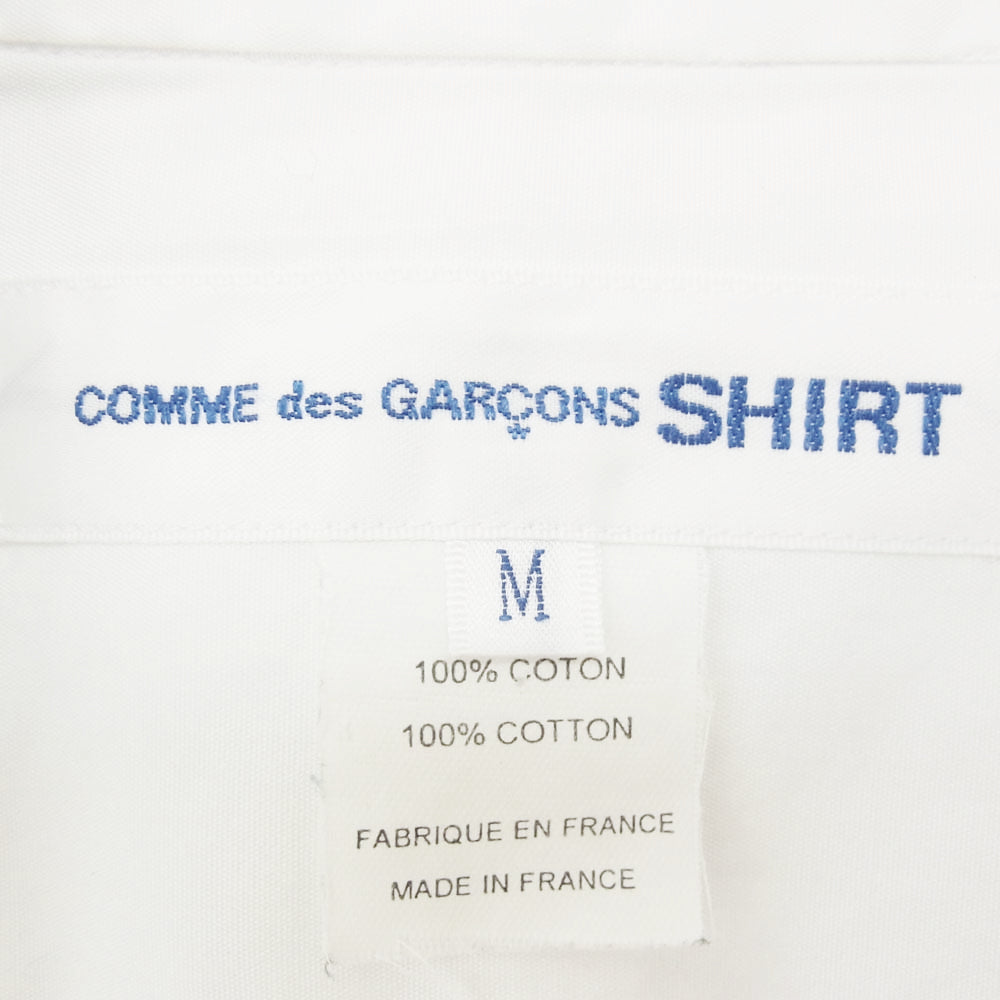 COMME des GARÇONS SHIRT
M
100% COTON
100% COTTON
FABRIQUE EN FRANCE
MADE IN FRANCE